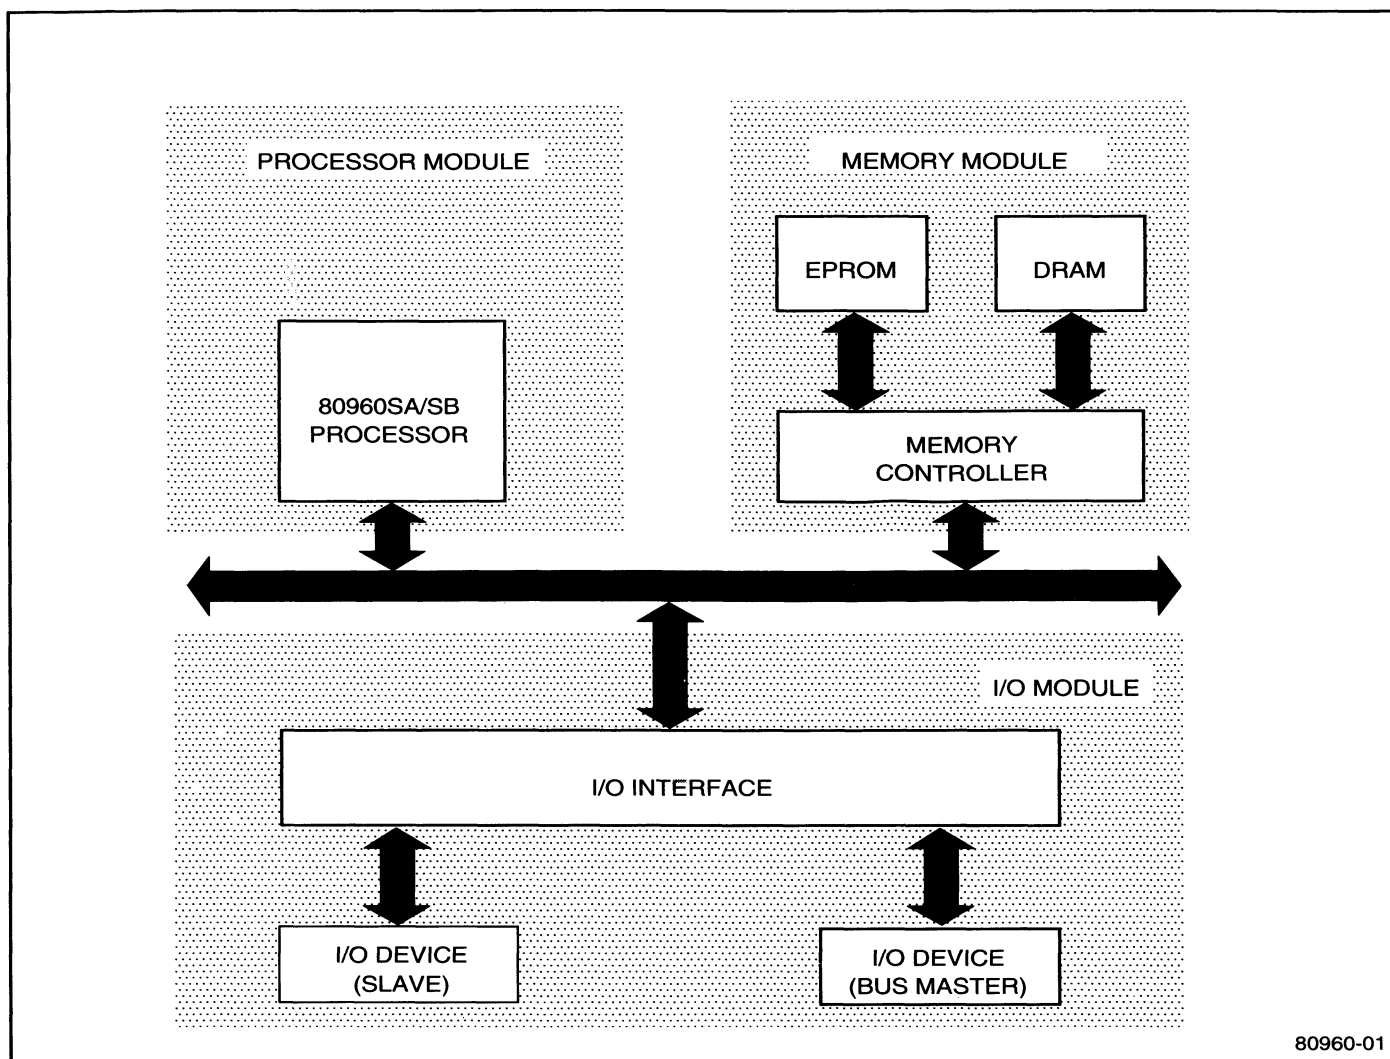 PROCESSOR MODULE
MEMORY MODULE
EPROM
DRAM
80960SA/SB
PROCESSOR
MEMORY
CONTROLLER
I/O MODULE
I/O INTERFACE
I/O DEVICE
(SLAVE)
I/O DEVICE
(BUS MASTER)
80960-01